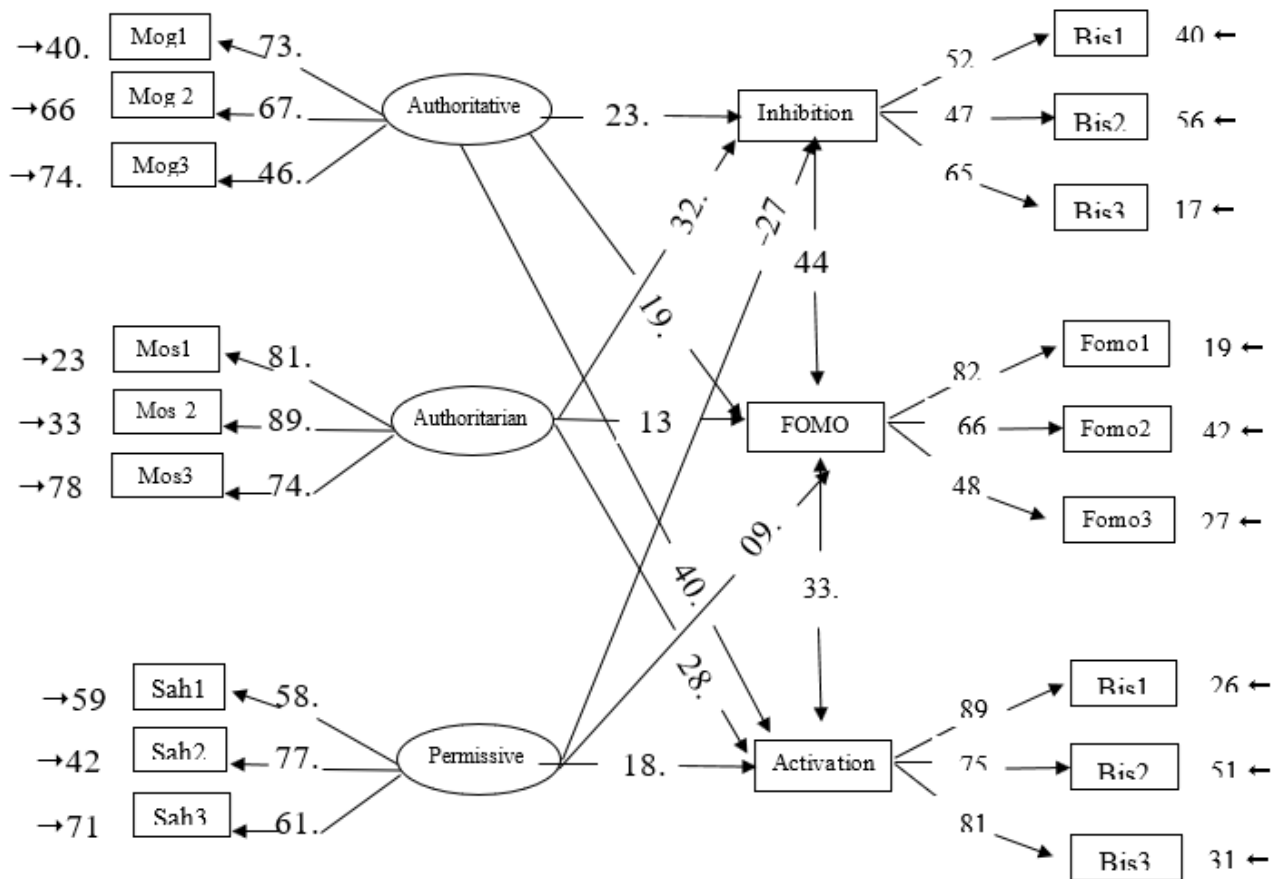 →40. Mog1 73.
→66 Mog 2 67.
→74. Mog3 46.
Authoritative
23.
Inhibition
52 Bis1 40 ←
47 Bis2 56 ←
65 Bis3 17 ←
32.
-27
44
19.
→23 Mos1 81.
→33 Mos 2 89.
→78 Mos3 74.
Authoritarian
13
FOMO
82 Fomo1 19 ←
66 Fomo2 42 ←
48 Fomo3 27 ←
09.
40.
33.
28.
→59 Sah1 58.
→42 Sah2 77.
→71 Sah3 61.
Permissive
18.
Activation
89 Bis1 26 ←
75 Bis2 51 ←
81 Bis3 31 ←